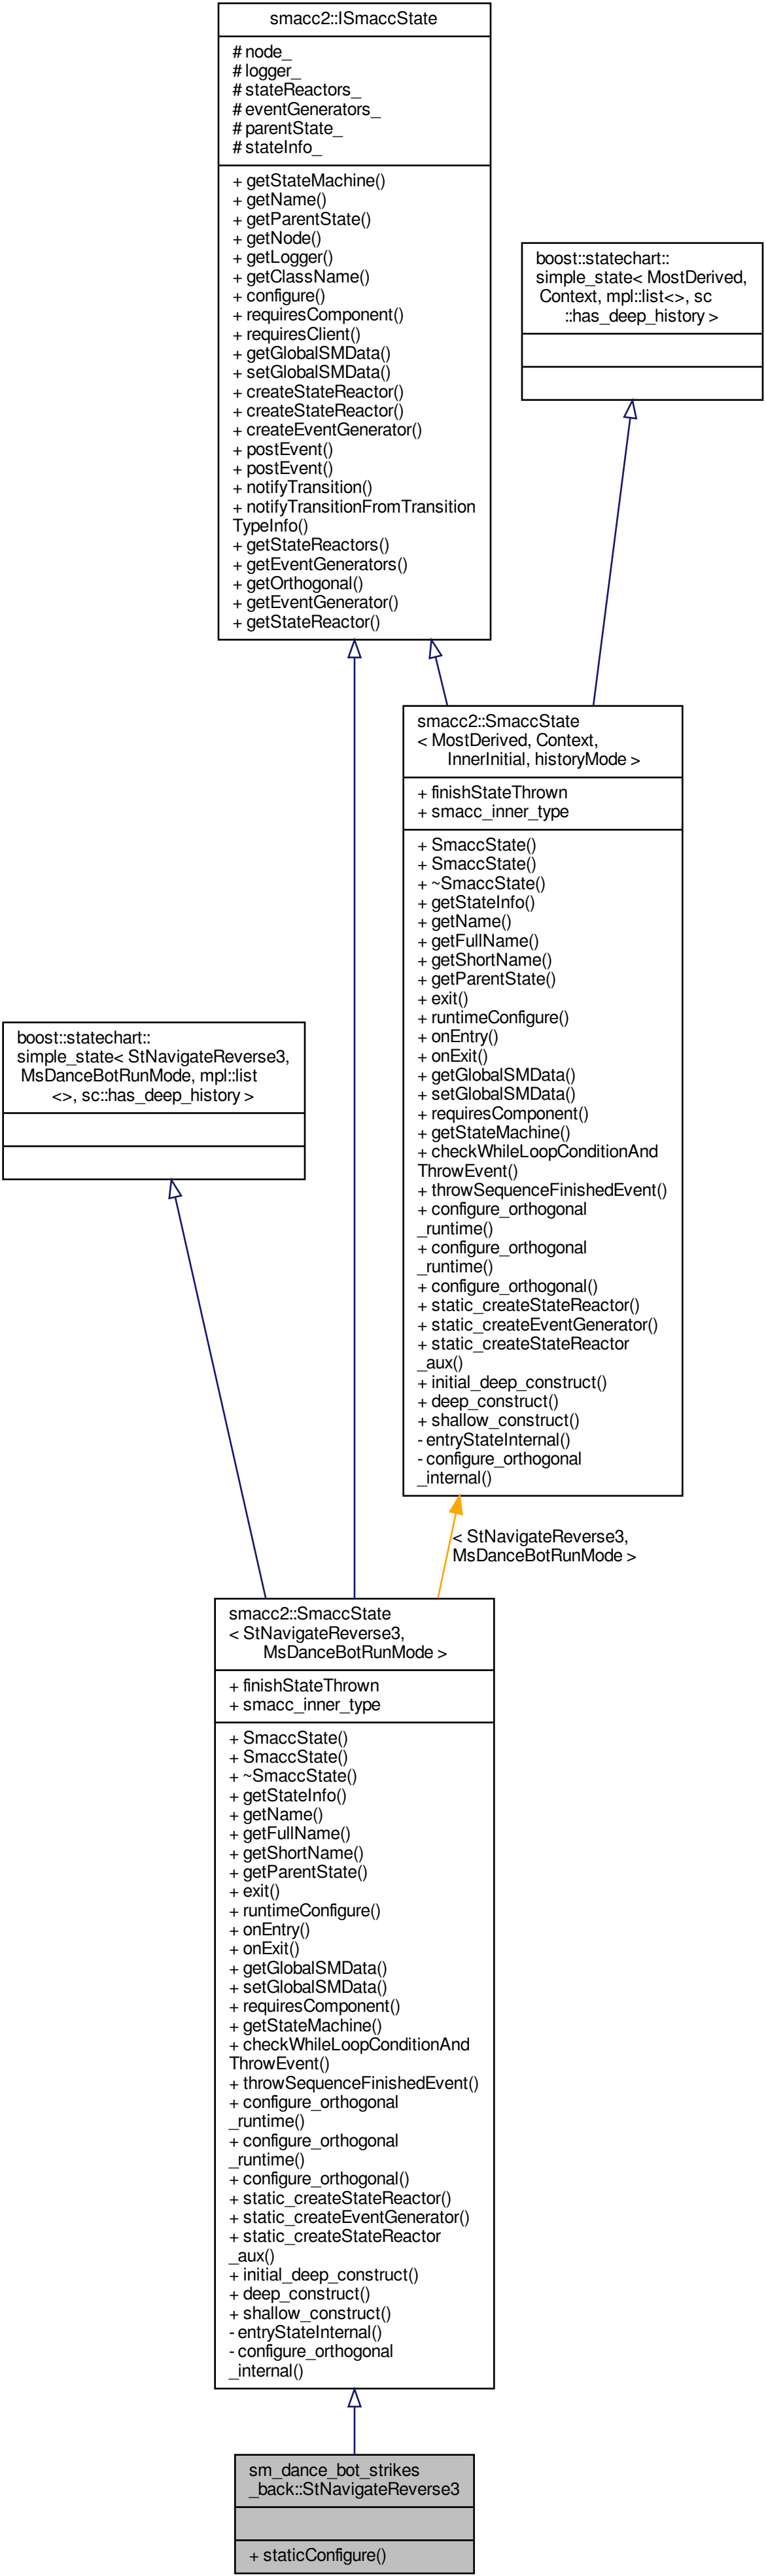 smacc2::ISmaccState
# node_
# logger_
# stateReactors_
# eventGenerators_
# parentState_
# stateInfo_
+ getStateMachine()
+ getName()
+ getParentState()
+ getNode()
+ getLogger()
+ getClassName()
+ configure()
+ requiresComponent()
+ requiresClient()
+ getGlobalSMData()
+ setGlobalSMData()
+ createStateReactor()
+ createStateReactor()
+ createEventGenerator()
+ postEvent()
+ postEvent()
+ notifyTransition()
+ notifyTransitionFromTransition
TypeInfo()
+ getStateReactors()
+ getEventGenerators()
+ getOrthogonal()
+ getEventGenerator()
+ getStateReactor()
boost::statechart::
simple_state< MostDerived,
Context, mpl::list<>, sc
::has_deep_history >
smacc2::SmaccState
< MostDerived, Context,
InnerInitial, historyMode >
+ finishStateThrown
+ smacc_inner_type
+ SmaccState()
+ SmaccState()
+ ~SmaccState()
+ getStateInfo()
+ getName()
+ getFullName()
+ getShortName()
+ getParentState()
+ exit()
+ runtimeConfigure()
+ onEntry()
+ onExit()
+ getGlobalSMData()
+ setGlobalSMData()
+ requiresComponent()
+ getStateMachine()
+ checkWhileLoopConditionAnd
ThrowEvent()
+ throwSequenceFinishedEvent()
+ configure_orthogonal
_runtime()
+ configure_orthogonal
_runtime()
+ configure_orthogonal()
+ static_createStateReactor()
+ static_createEventGenerator()
+ static_createStateReactor
_aux()
+ initial_deep_construct()
+ deep_construct()
+ shallow_construct()
- entryStateInternal()
- configure_orthogonal
_internal()
boost::statechart::
simple_state< StNavigateReverse3,
MsDanceBotRunMode, mpl::list
<>, sc::has_deep_history >
< StNavigateReverse3,
MsDanceBotRunMode >
smacc2::SmaccState
< StNavigateReverse3,
MsDanceBotRunMode >
+ finishStateThrown
+ smacc_inner_type
+ SmaccState()
+ SmaccState()
+ ~SmaccState()
+ getStateInfo()
+ getName()
+ getFullName()
+ getShortName()
+ getParentState()
+ exit()
+ runtimeConfigure()
+ onEntry()
+ onExit()
+ getGlobalSMData()
+ setGlobalSMData()
+ requiresComponent()
+ getStateMachine()
+ checkWhileLoopConditionAnd
ThrowEvent()
+ throwSequenceFinishedEvent()
+ configure_orthogonal
_runtime()
+ configure_orthogonal
_runtime()
+ configure_orthogonal()
+ static_createStateReactor()
+ static_createEventGenerator()
+ static_createStateReactor
_aux()
+ initial_deep_construct()
+ deep_construct()
+ shallow_construct()
- entryStateInternal()
- configure_orthogonal
_internal()
sm_dance_bot_strikes
_back::StNavigateReverse3
+ staticConfigure()